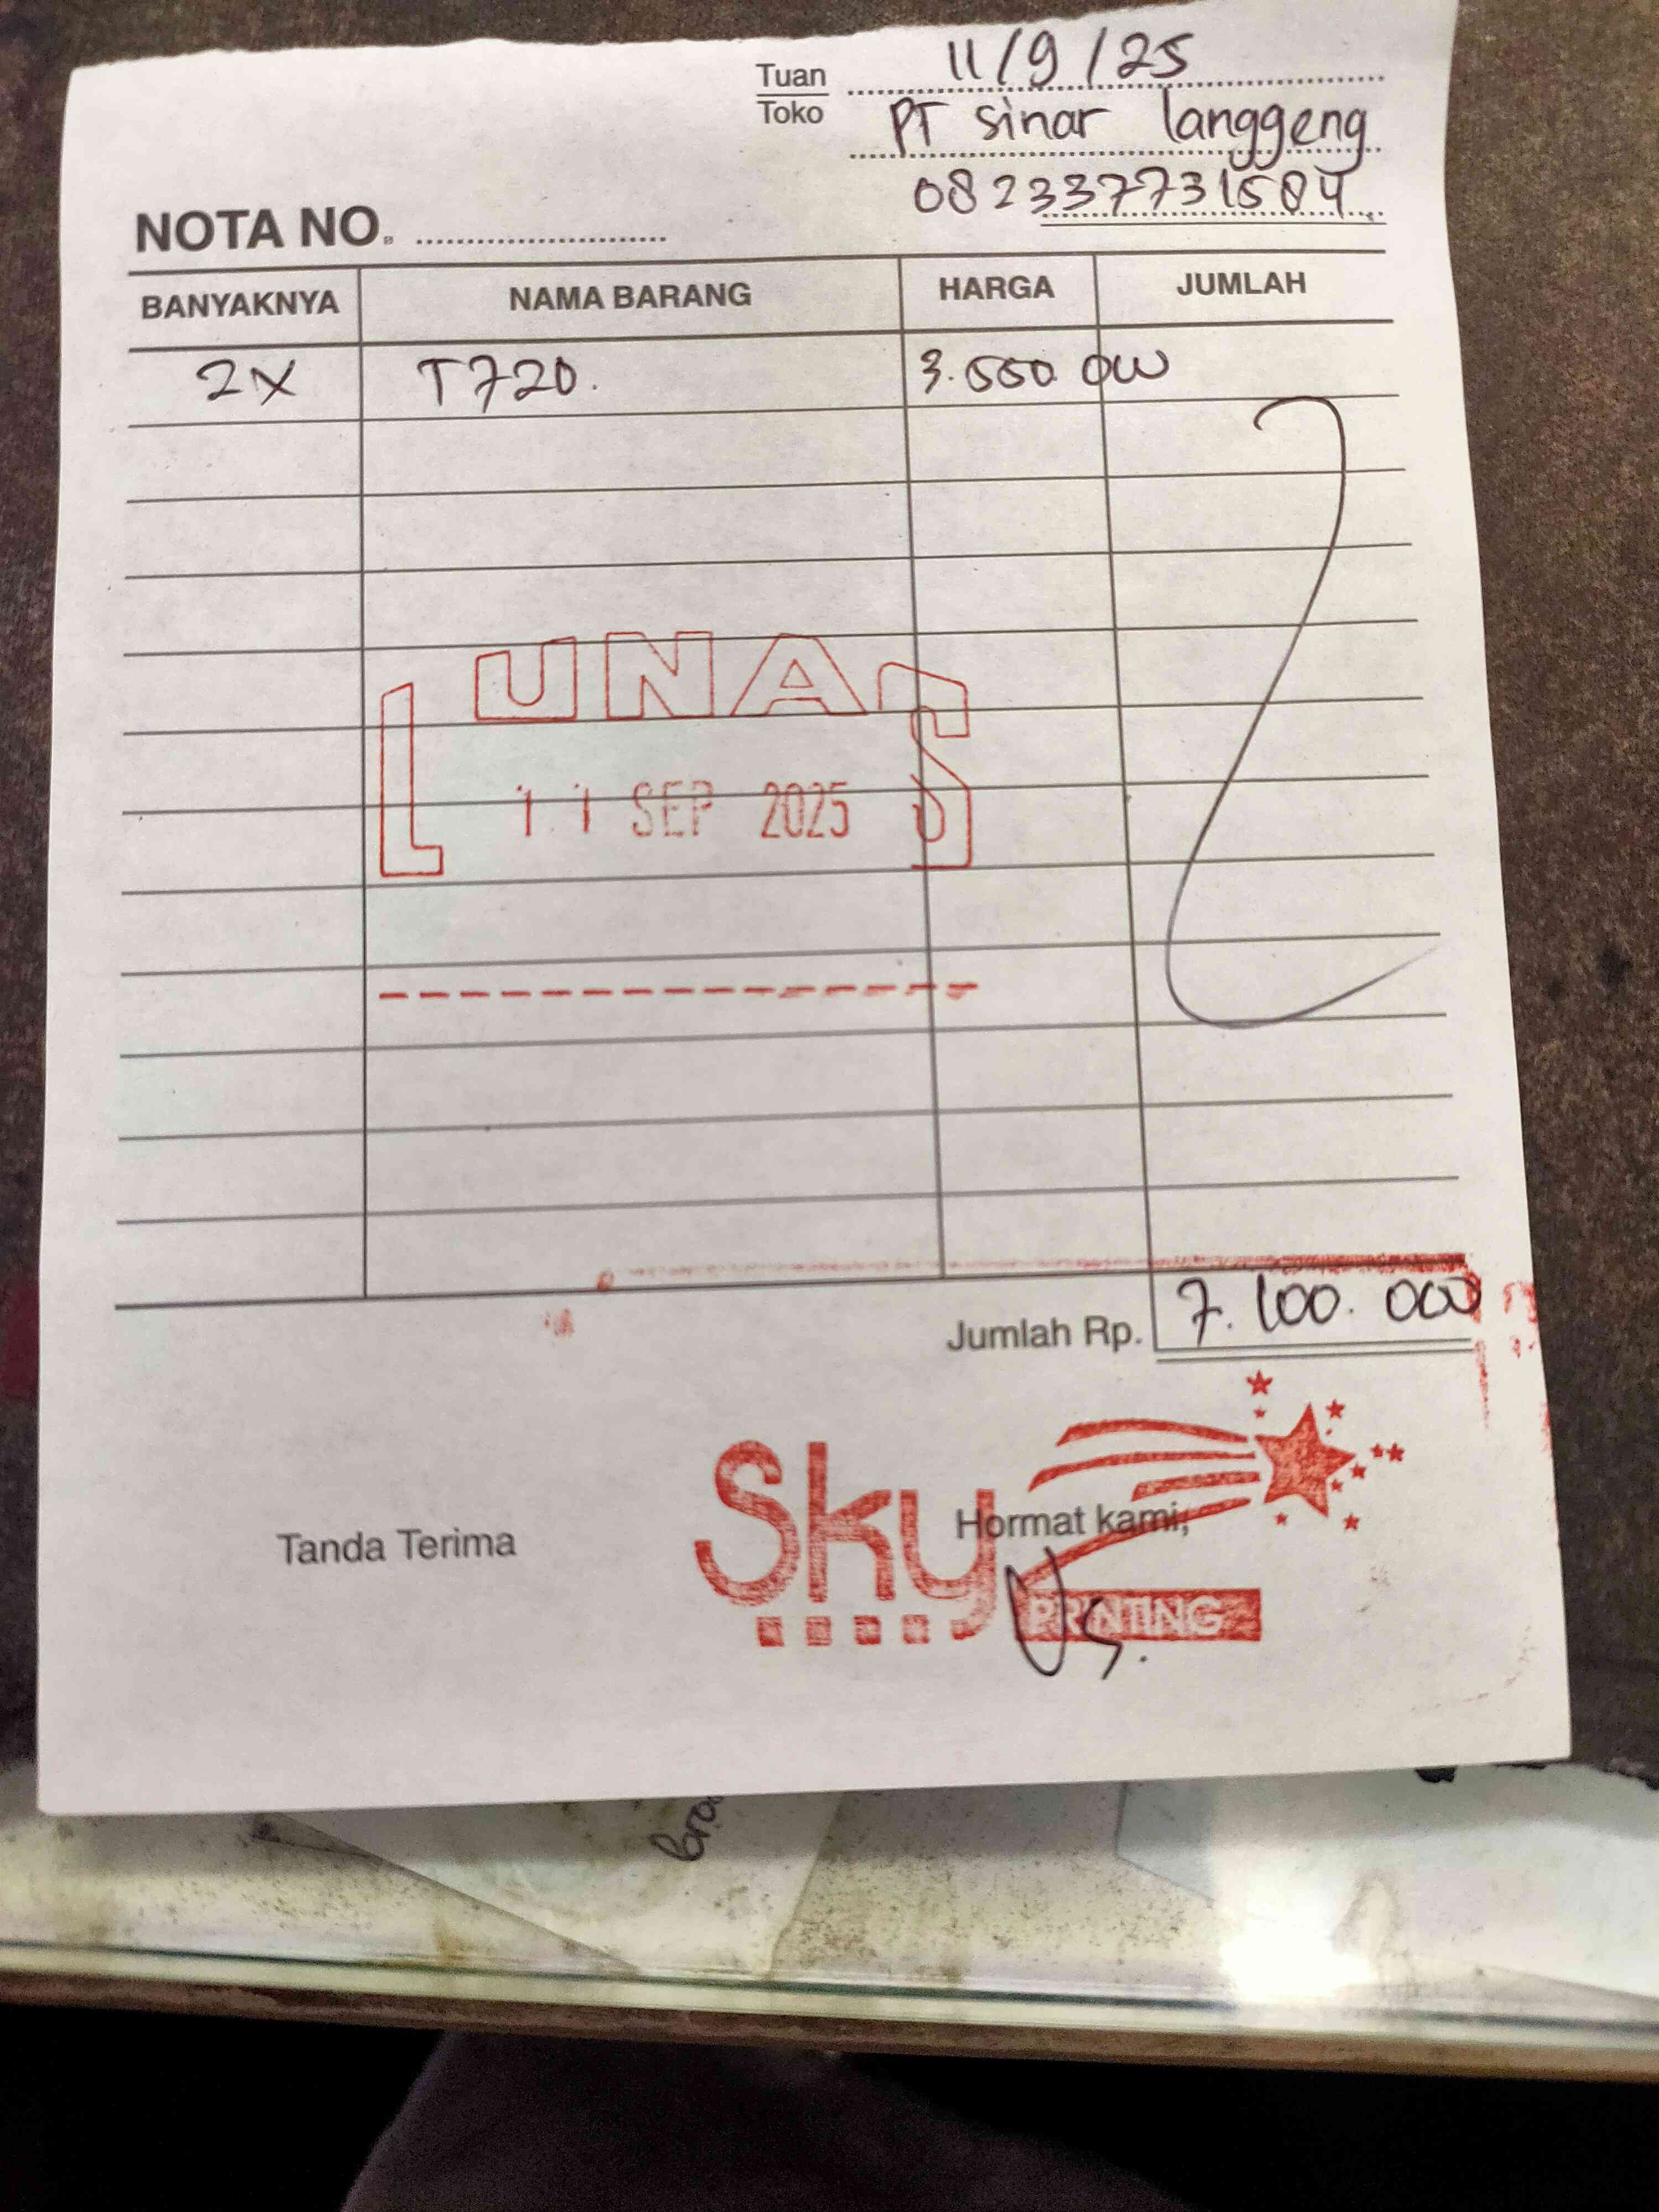 11/9/25
Tuan
Toko
PT sinar langgeng
082337731584
NOTA NO.
BANYAKNYA NAMA BARANG HARGA JUMLAH
2X T720. 3.550.000
LUNAS
11 SEP 2025
Jumlah Rp. 7.100.000
Tanda Terima
Hormat kami,
Sky
PRINTING